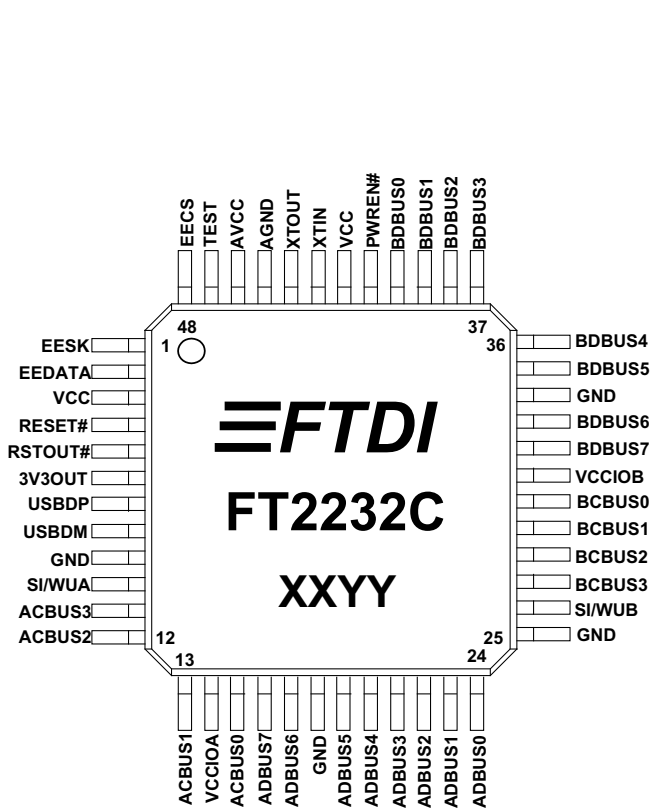 EECS
TEST
AVCC
AGND
XTOUT
XTIN
VCC
PWREN#
BDBUS0
BDBUS1
BDBUS2
BDBUS3
48
37
1
36
EESK
EEDATA
VCC
RESET#
RSTOUT#
3V3OUT
USBDP
USBDM
GND
SI/WUA
ACBUS3
ACBUS2
FTDI
FT2232C
XXYY
BDBUS4
BDBUS5
GND
BDBUS6
BDBUS7
VCCIOB
BCBUS0
BCBUS1
BCBUS2
BCBUS3
SI/WUB
GND
12
25
13
24
ACBUS1
VCCIOA
ACBUS0
ADBUS7
ADBUS6
GND
ADBUS5
ADBUS4
ADBUS3
ADBUS2
ADBUS1
ADBUS0